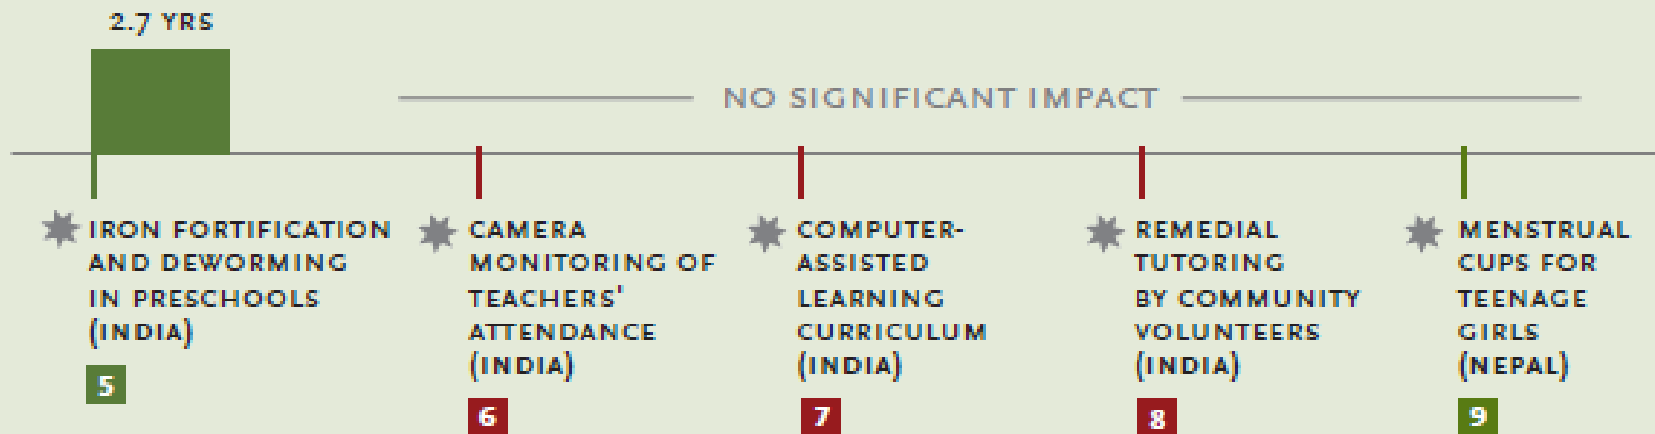 2.7 YRS
NO SIGNIFICANT IMPACT
IRON FORTIFICATION
AND DEWORMING
IN PRESCHOOLS
(INDIA)
5
CAMERA
MONITORING OF
TEACHERS'
ATTENDANCE
(INDIA)
6
COMPUTER-
ASSISTED
LEARNING
CURRICULUM
(INDIA)
7
REMEDIAL
TUTORING
BY COMMUNITY
VOLUNTEERS
(INDIA)
8
MENSTRUAL
CUPS FOR
TEENAGE
GIRLS
(NEPAL)
9